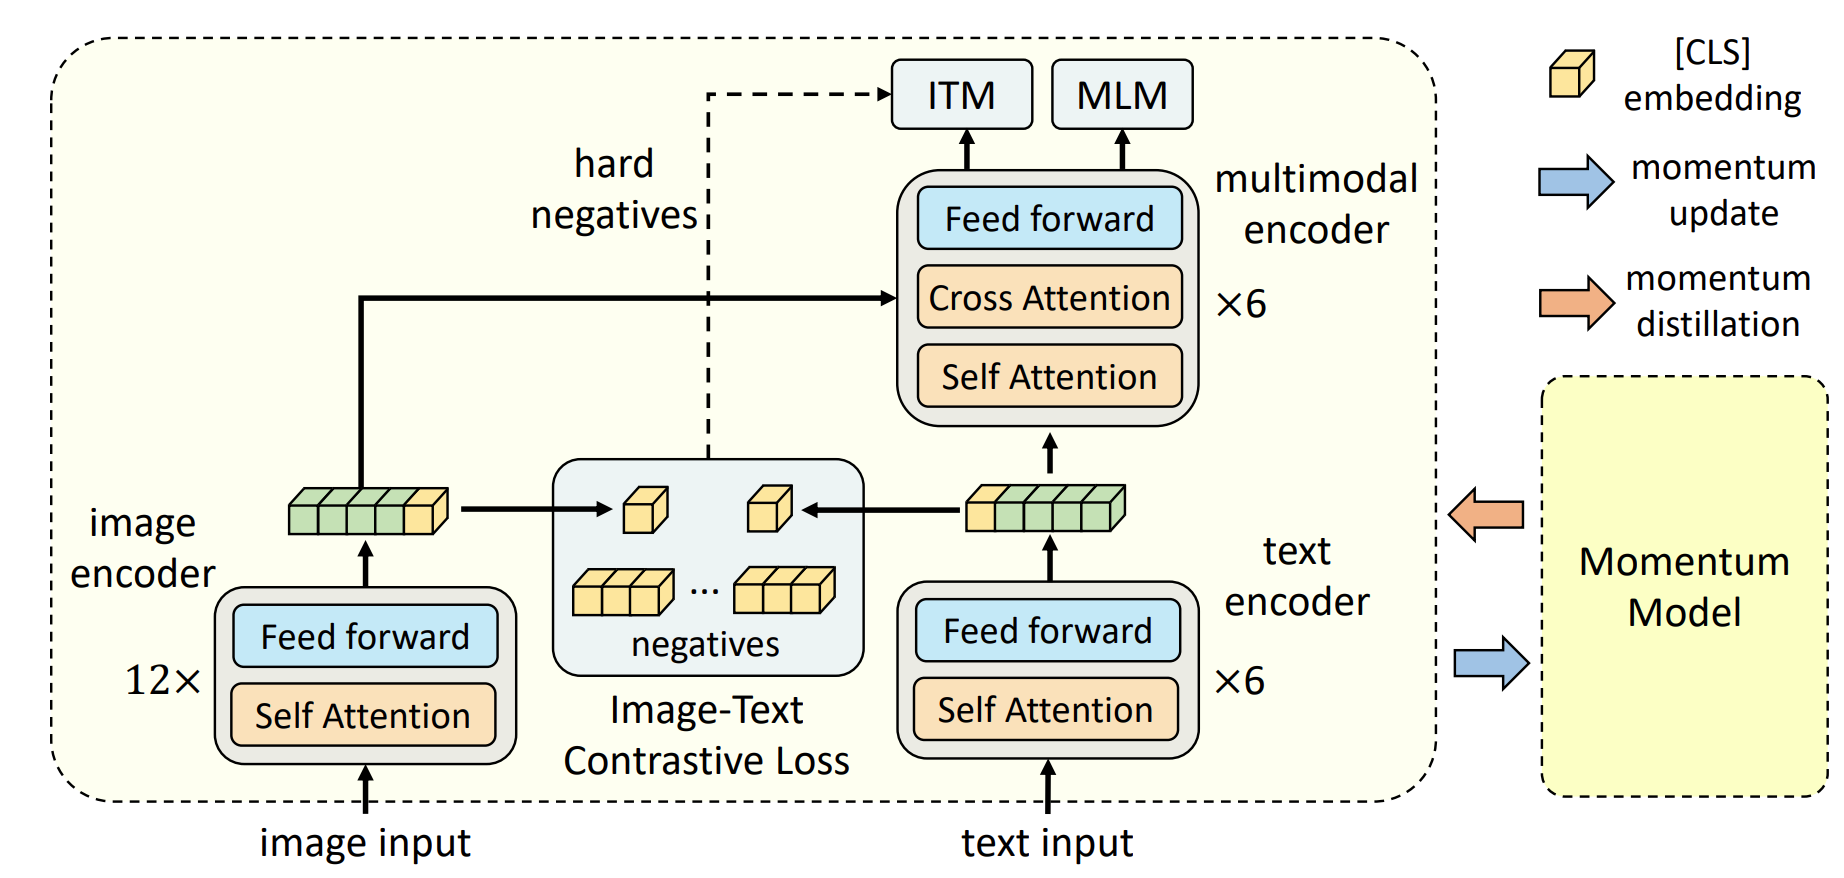 ITM
MLM
hard
negatives
multimodal
encoder
Feed forward
Cross Attention
×6
Self Attention
image
encoder
text
encoder
...
negatives
Feed forward
12×
Self Attention
Feed forward
×6
Self Attention
Image-Text
Contrastive Loss
image input
text input
[CLS]
embedding
momentum
update
momentum
distillation
Momentum
Model